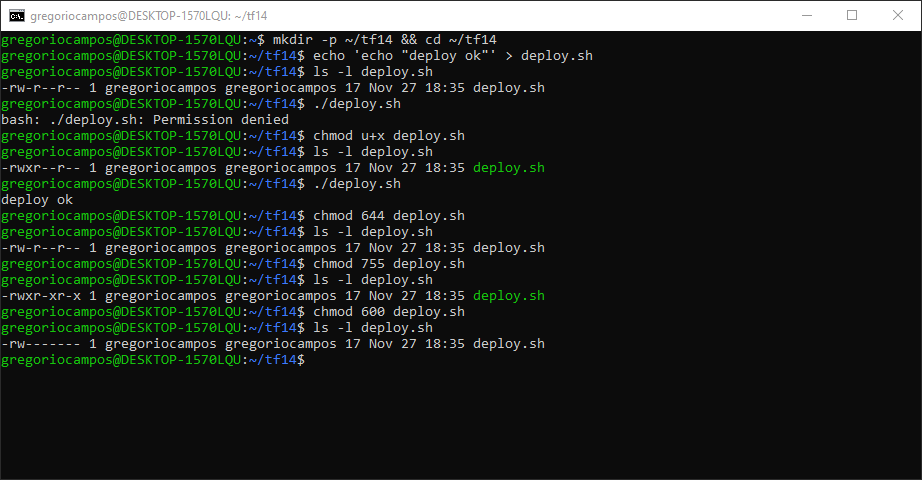 gregoriocampos@DESKTOP-1570LQU: ~/tf14
gregoriocampos@DESKTOP-1570LQU:~$ mkdir -p ~/tf14 && cd ~/tf14
gregoriocampos@DESKTOP-1570LQU:~/tf14$ echo 'echo "deploy ok"' > deploy.sh
gregoriocampos@DESKTOP-1570LQU:~/tf14$ ls -l deploy.sh
-rw-r--r-- 1 gregoriocampos gregoriocampos 17 Nov 27 18:35 deploy.sh
gregoriocampos@DESKTOP-1570LQU:~/tf14$ ./deploy.sh
bash: ./deploy.sh: Permission denied
gregoriocampos@DESKTOP-1570LQU:~/tf14$ chmod u+x deploy.sh
gregoriocampos@DESKTOP-1570LQU:~/tf14$ ls -l deploy.sh
-rwxr--r-- 1 gregoriocampos gregoriocampos 17 Nov 27 18:35 deploy.sh
gregoriocampos@DESKTOP-1570LQU:~/tf14$ ./deploy.sh
deploy ok
gregoriocampos@DESKTOP-1570LQU:~/tf14$ chmod 644 deploy.sh
gregoriocampos@DESKTOP-1570LQU:~/tf14$ ls -l deploy.sh
-rw-r--r-- 1 gregoriocampos gregoriocampos 17 Nov 27 18:35 deploy.sh
gregoriocampos@DESKTOP-1570LQU:~/tf14$ chmod 755 deploy.sh
gregoriocampos@DESKTOP-1570LQU:~/tf14$ ls -l deploy.sh
-rwxr-xr-x 1 gregoriocampos gregoriocampos 17 Nov 27 18:35 deploy.sh
gregoriocampos@DESKTOP-1570LQU:~/tf14$ chmod 600 deploy.sh
gregoriocampos@DESKTOP-1570LQU:~/tf14$ ls -l deploy.sh
-rw------- 1 gregoriocampos gregoriocampos 17 Nov 27 18:35 deploy.sh
gregoriocampos@DESKTOP-1570LQU:~/tf14$